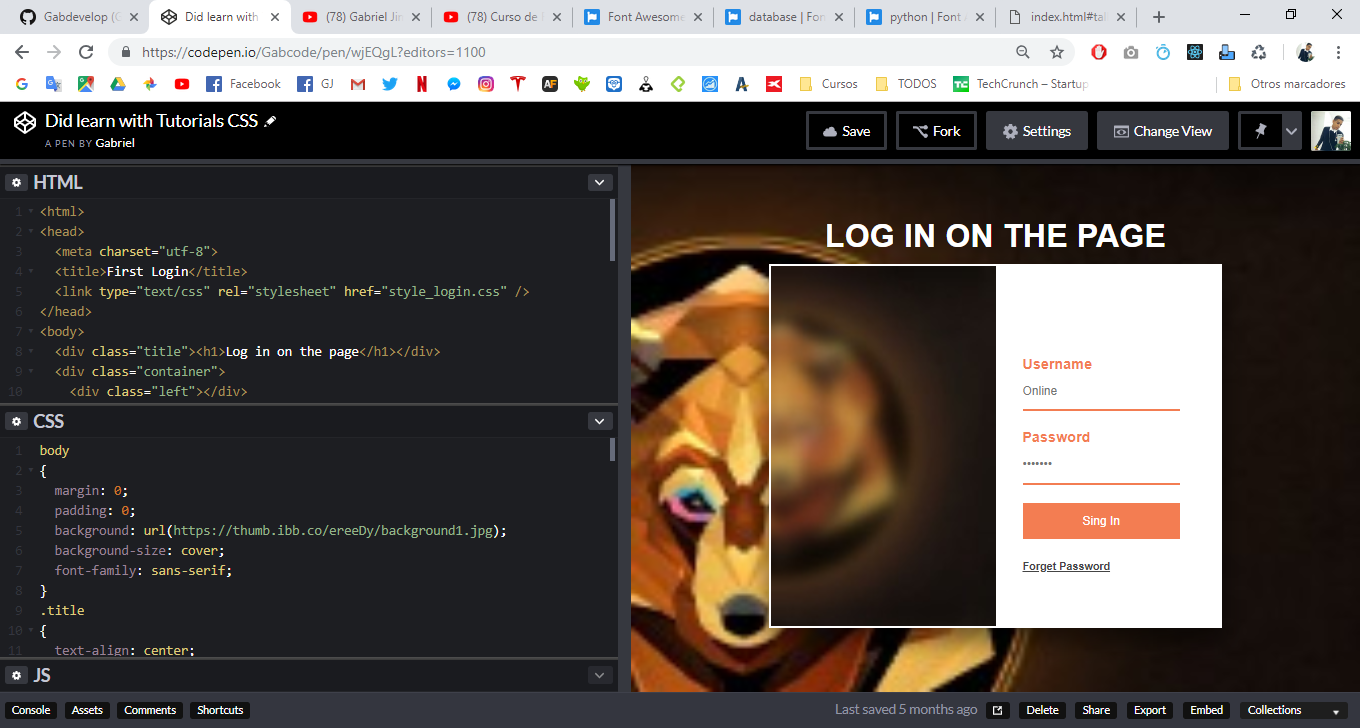 Gabdevelop (G
Did learn with
(78) Gabriel Jin
(78) Curso de
Font Awesome
database | Fon
python | Font A
index.html#tal
https://codepen.io/Gabcode/pen/wjEQgL?editors=1100
Facebook
GJ
AF
Cursos
TODOS
TechCrunch – Startup
Otros marcadores
Did learn with Tutorials CSS
A PEN BY Gabriel
Save
Fork
Settings
Change View
HTML
1 <html>
2 <head>
3 <meta charset="utf-8">
4 <title>First Login</title>
5 <link type="text/css" rel="stylesheet" href="style_login.css" />
6 </head>
7 <body>
8 <div class="title"><h1>Log in on the page</h1></div>
9 <div class="container">
10 <div class="left"></div>
CSS
1 body
2 {
3 margin: 0;
4 padding: 0;
5 background: url(https://thumb.ibb.co/ereeDy/background1.jpg);
6 background-size: cover;
7 font-family: sans-serif;
8 }
9 .title
10 {
11 text-align: center;
JS
LOG IN ON THE PAGE
Username
Online
Password
•••••••
Sing In
Forget Password
Console
Assets
Comments
Shortcuts
Last saved 5 months ago
Delete
Share
Export
Embed
Collections